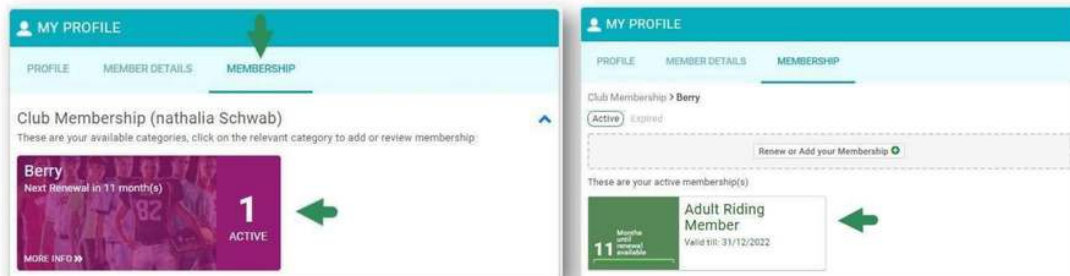 MY PROFILE
PROFILE MEMBER DETAILS MEMBERSHIP
Club Membership (nathalia Schwab)
These are your available categories, click on the relevant category to add or review membership
Berry
Next Renewal in 11 month(s)
82
1
ACTIVE
MORE INFO »
MY PROFILE
PROFILE MEMBER DETAILS MEMBERSHIP
Club Membership > Berry
Active Expired
Renew or Add your Membership
These are your active membership(s)
11 Months until renewal available
Adult Riding
Member
Valid till: 31/12/2022